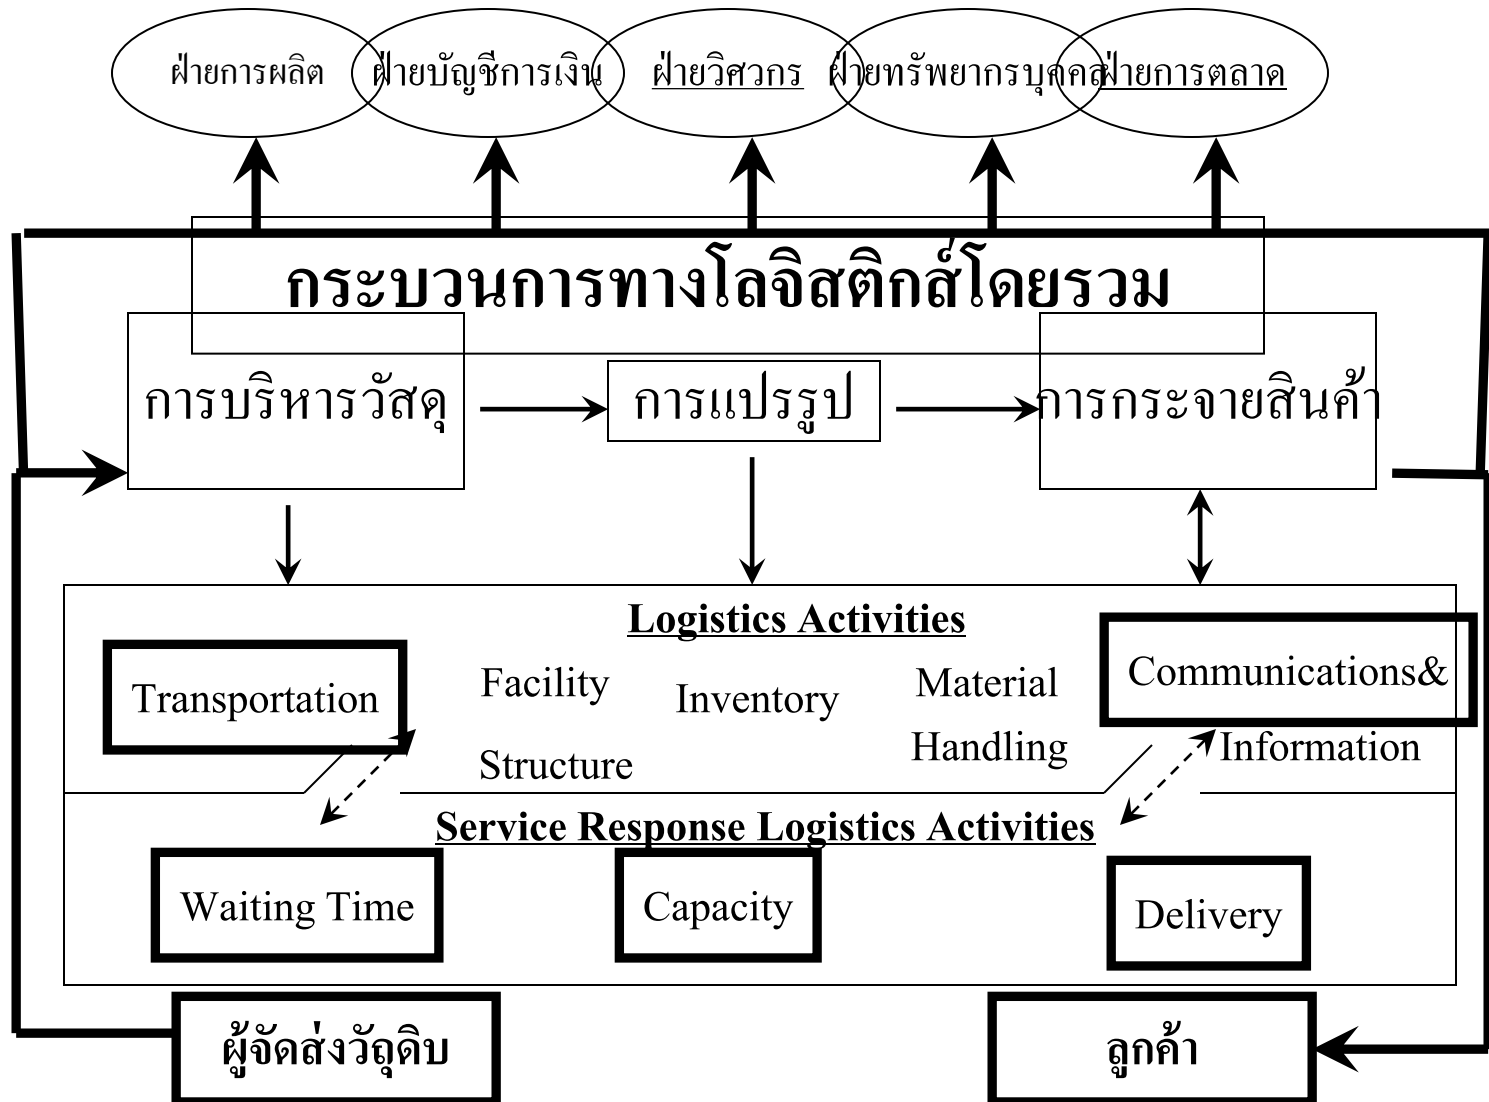 ฝ่ายการผลิต
ฝ่ายบัญชีการเงิน
ฝ่ายวิศวกร
ฝ่ายทรัพยากรบุคคล
ฝ่ายการตลาด
กระบวนการทางโลจิสติกส์โดยรวม
การบริหารวัสดุ
การแปรรูป
การกระจายสินค้า
Logistics Activities
Transportation
Facility
Structure
Inventory
Material
Handling
Communications&
Information
Service Response Logistics Activities
Waiting Time
Capacity
Delivery
ผู้จัดส่งวัถุดิบ
ลูกค้า